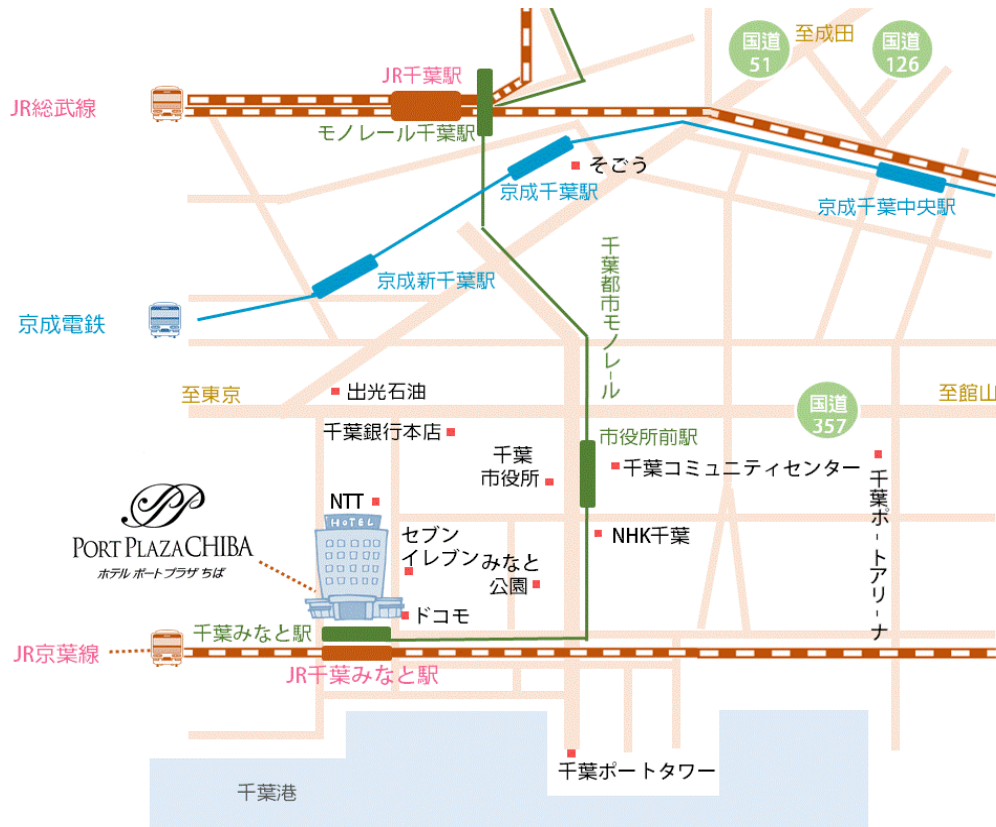 至成田
国道
51
国道
126
JR千葉駅
JR総武線
モノレール千葉駅
そごう
京成千葉駅
京成千葉中央駅
千葉都市モノレール
京成新千葉駅
京成電鉄
至東京
出光石油
至館山
国道
357
千葉銀行本店
市役所前駅
千葉
市役所
千葉コミュニティセンター
千葉ポートアリーナ
NTT
HOTEL
PORT PLAZA CHIBA
ホテル ポートプラザ ちば
セブン
イレブン
みなと
公園
NHK千葉
ドコモ
千葉みなと駅
JR京葉線
JR千葉みなと駅
千葉ポートタワー
千葉港